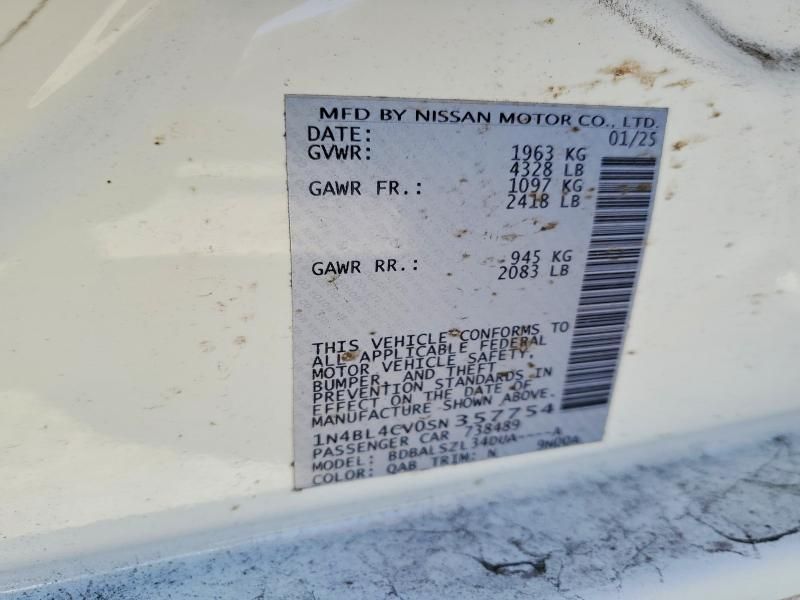 MFD BY NISSAN MOTOR CO., LTD.
DATE: 01/25
GVWR: 1963 KG
4328 LB
GAWR FR.: 1097 KG
2418 LB
GAWR RR.: 945 KG
2083 LB
THIS VEHICLE CONFORMS TO
ALL APPLICABLE FEDERAL
MOTOR VEHICLE SAFETY,
BUMPER, AND THEFT
PREVENTION STANDARDS IN
EFFECT ON THE DATE OF
MANUFACTURE SHOWN ABOVE.
1N4BL4CV0SN357754
PASSENGER CAR 738489
MODEL: BDBALSZL34DUA----A
COLOR: QAB TRIM: N 9N00A